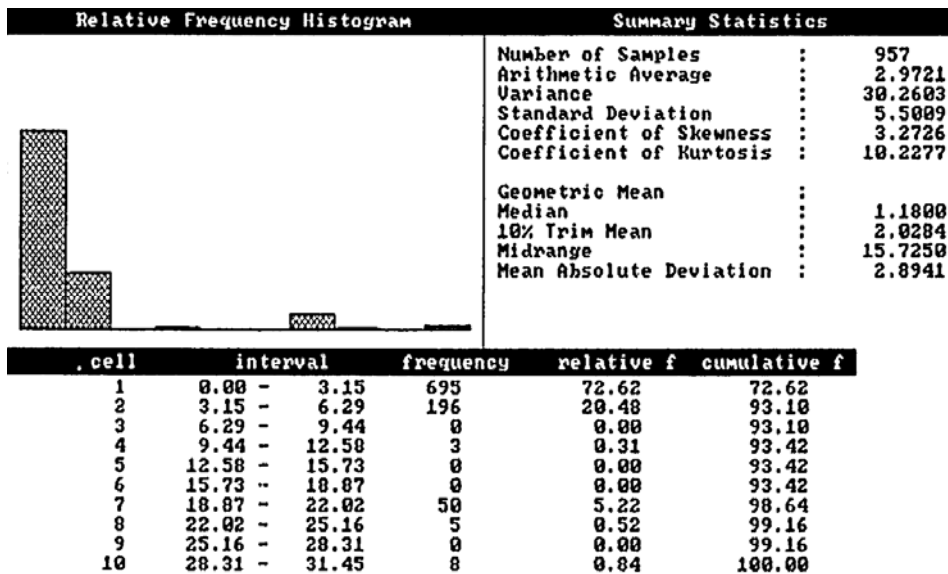 Relative Frequency Histogram
Summary Statistics
Number of Samples : 957
Arithmetic Average : 2.9721
Variance : 30.2603
Standard Deviation : 5.5009
Coefficient of Skewness : 3.2726
Coefficient of Kurtosis : 10.2277
Geometric Mean :
Median : 1.1800
10% Trim Mean : 2.0284
Midrange : 15.7250
Mean Absolute Deviation : 2.8941
cell interval frequency relative f cumulative f
1 0.00 - 3.15 695 72.62 72.62
2 3.15 - 6.29 196 20.48 93.10
3 6.29 - 9.44 0 0.00 93.10
4 9.44 - 12.58 3 0.31 93.42
5 12.58 - 15.73 0 0.00 93.42
6 15.73 - 18.87 0 0.00 93.42
7 18.87 - 22.02 50 5.22 98.64
8 22.02 - 25.16 5 0.52 99.16
9 25.16 - 28.31 0 0.00 99.16
10 28.31 - 31.45 8 0.84 100.00